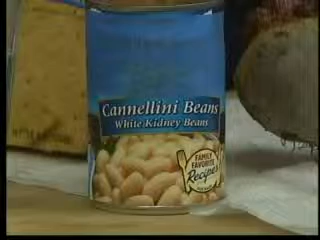 Cannellini Beans
White Kidney Beans
FAMILY
FAVORITE
Recipes